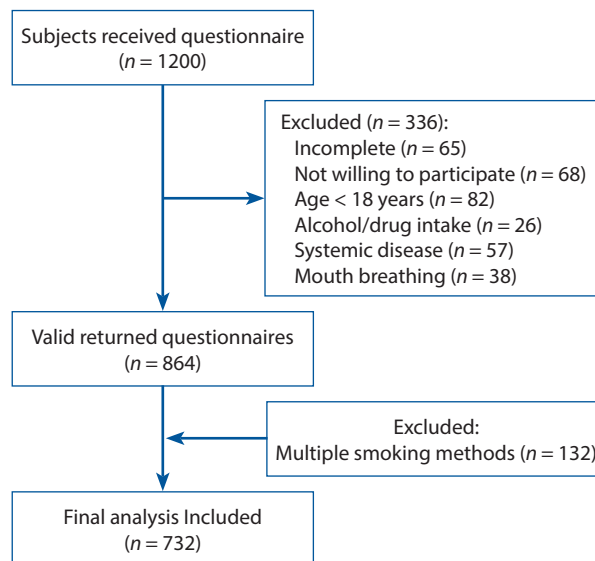 Subjects received questionnaire
(n = 1200)
Excluded (n = 336):
Incomplete (n = 65)
Not willing to participate (n = 68)
Age < 18 years (n = 82)
Alcohol/drug intake (n = 26)
Systemic disease (n = 57)
Mouth breathing (n = 38)
Valid returned questionnaires
(n = 864)
Excluded:
Multiple smoking methods (n = 132)
Final analysis Included
(n = 732)